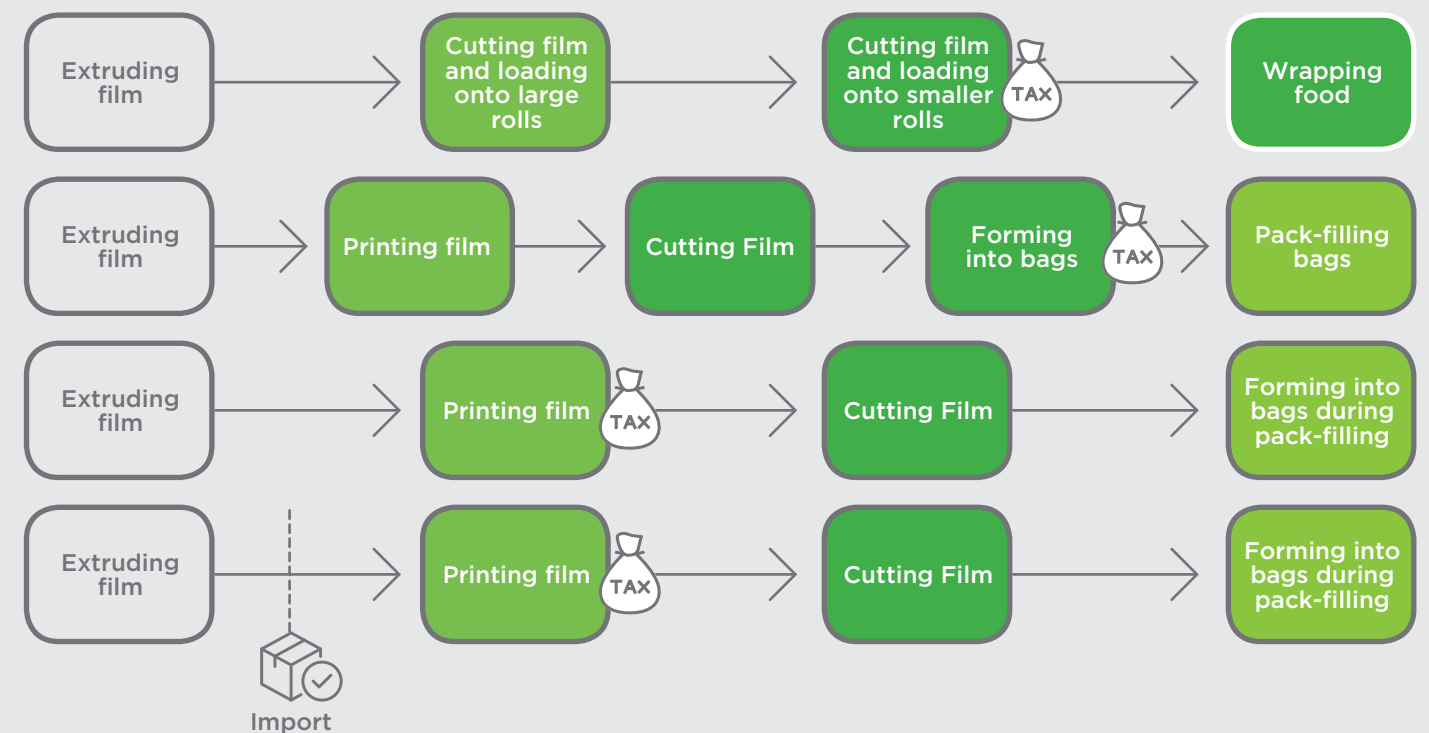 Extruding
film
Cutting film
and loading
onto large
rolls
Cutting film
and loading
onto smaller
rolls
TAX
Wrapping
food
Extruding
film
Printing film
Cutting Film
Forming
into bags
TAX
Pack-filling
bags
Extruding
film
Printing film
TAX
Cutting Film
Forming into
bags during
pack-filling
Extruding
film
Printing film
TAX
Cutting Film
Forming into
bags during
pack-filling
Import